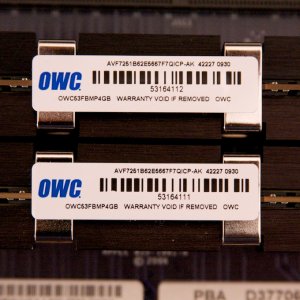 AVF7251B62E5667F7QICP-AK 42227 0930
OWC
53164112
OWC53FBMP4GB WARRANTY VOID IF REMOVED OWC
AVF7251B62E5667F7QICP-AK 42227 0930
OWC
53164111
OWC53FBMP4GB WARRANTY VOID IF REMOVED OWC
PBA